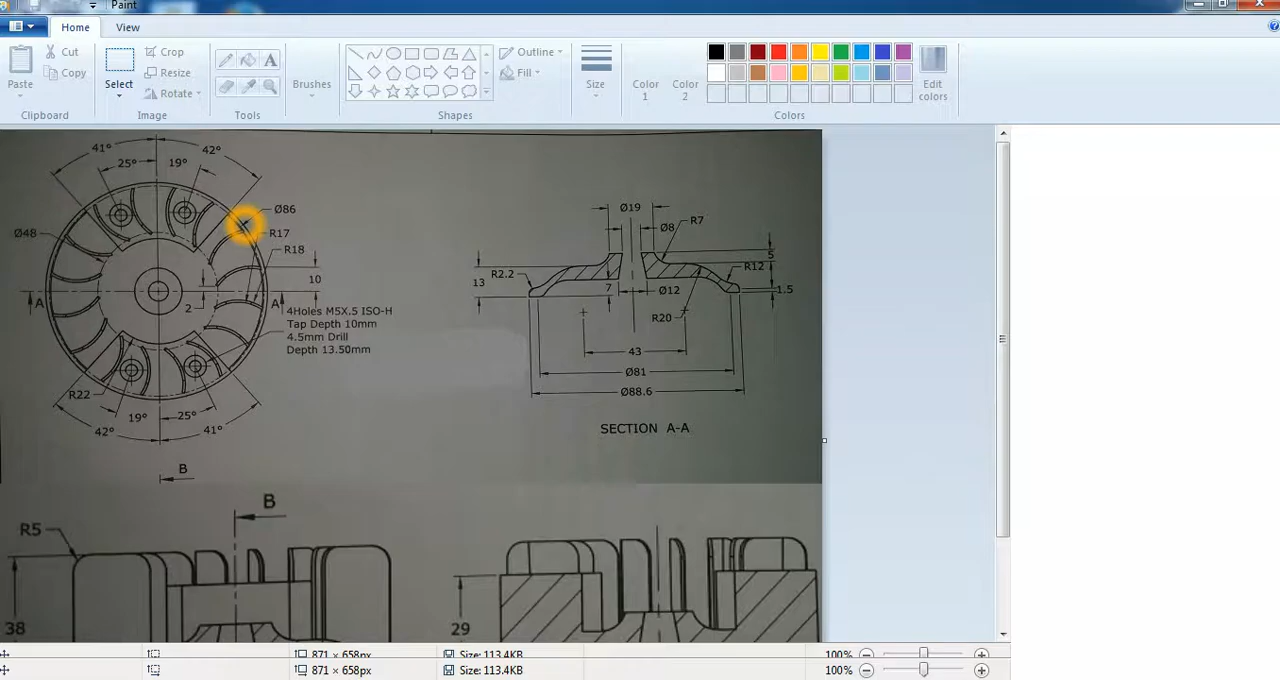 Paint
Home
View
Cut
Crop
Outline
Copy
Resize
Fill
Paste
Select
Rotate
Brushes
Size
Color
1
Color
2
Edit
colors
Clipboard
Image
Tools
Shapes
Colors
41°
42°
25°
19°
Ø86
Ø48
R17
R18
10
A
A
2
4Holes M5X.5 ISO-H
Tap Depth 10mm
4.5mm Drill
Depth 13.50mm
R22
19°
25°
42°
41°
B
Ø19
R7
Ø8
5
R2.2
R12
13
7
Ø12
1.5
R20
43
Ø81
Ø88.6
SECTION A-A
B
R5
38
29
871 × 658px
Size: 113.4KB
100%
871 × 658px
Size: 113.4KB
100%